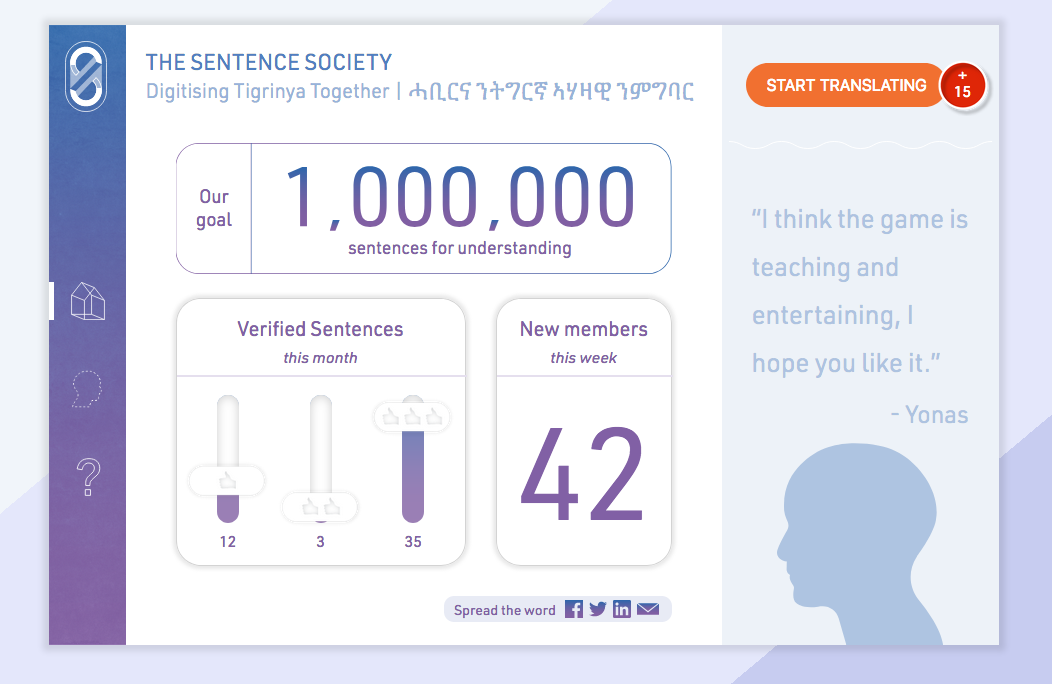 THE SENTENCE SOCIETY
Digitising Tigrinya Together | ሓቢርና ንትግርኛ ኣሃዛዊ ንምግባር
START TRANSLATING
+
15
Our
goal
1,000,000
sentences for understanding
Verified Sentences
this month
12
3
35
New members
this week
42
Spread the word
"I think the game is
teaching and
entertaining, I
hope you like it."
- Yonas